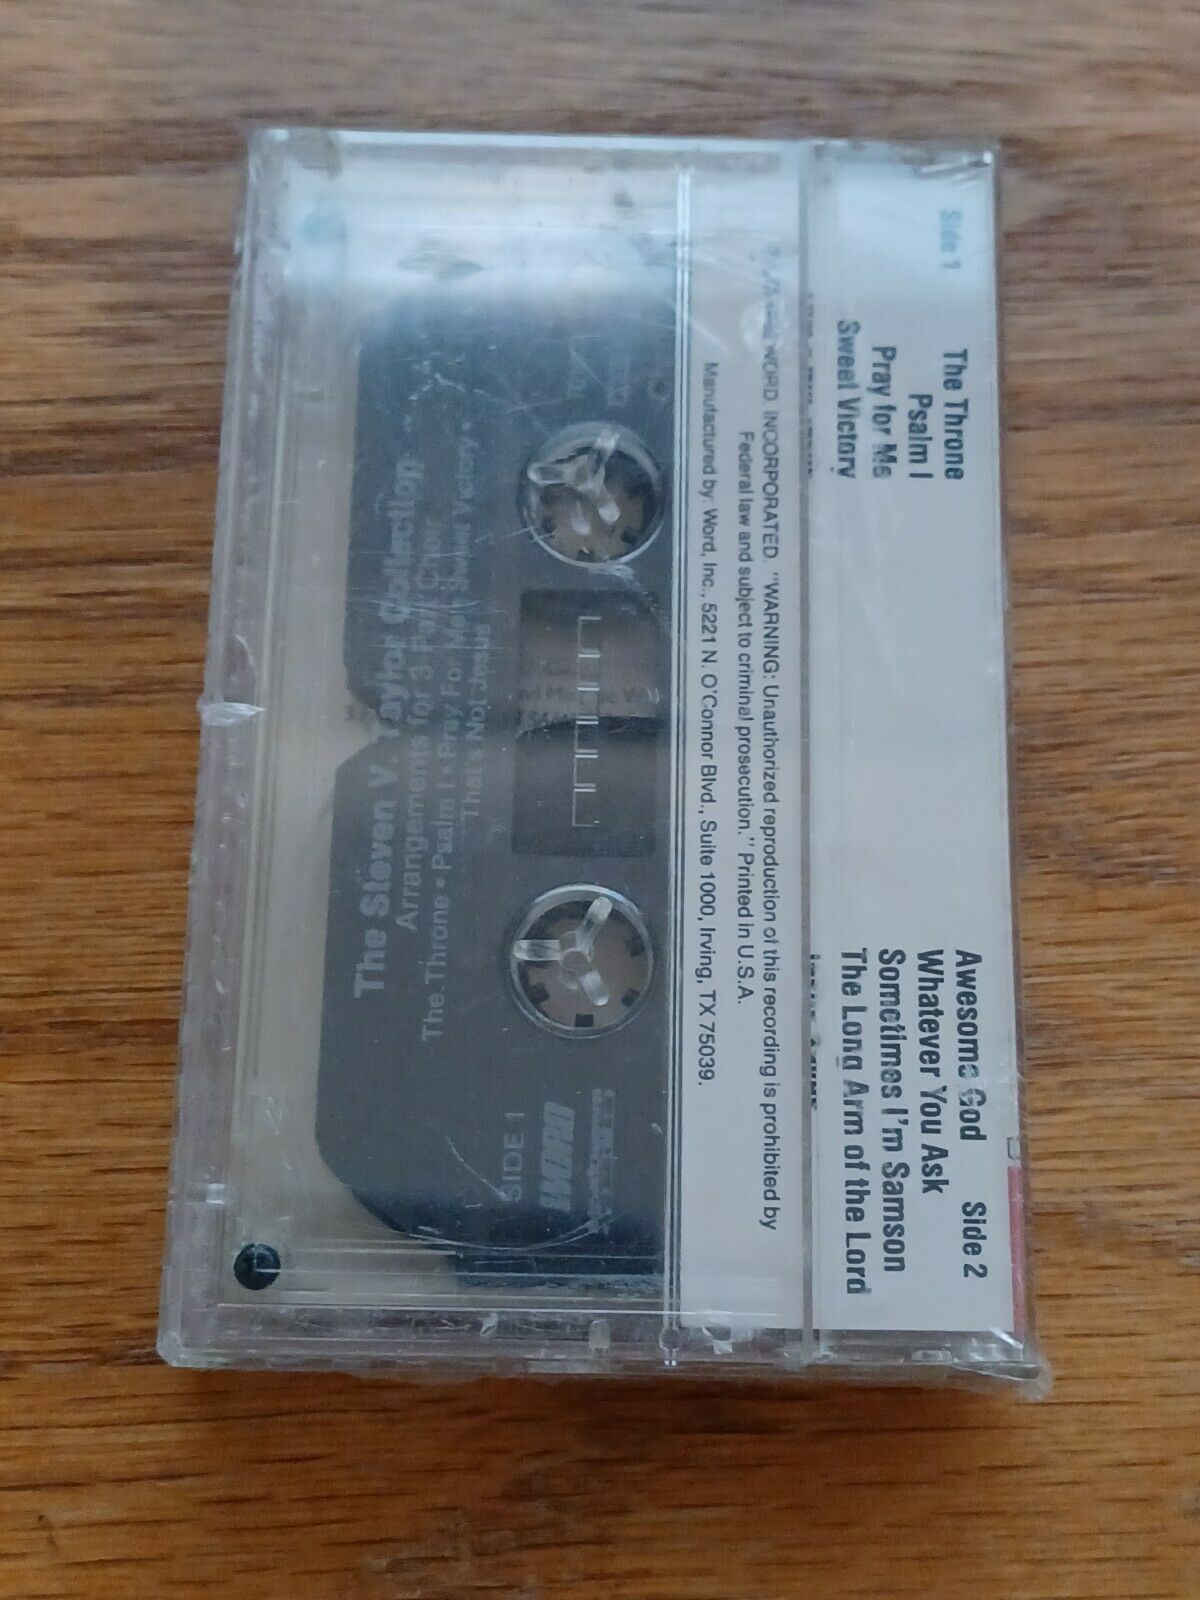 Side 1
The Throne
Psalm I
Pray for Me
Sweet Victory
Awesome God
Side 2
Whatever You Ask
Sometimes I'm Samson
The Long Arm of the Lord
WORD INCORPORATED. "WARNING: Unauthorized reproduction of this recording is prohibited by
Federal law and subject to criminal prosecution." Printed in U.S.A.
Manufactured by Word, Inc., 5221 N. O'Connor Blvd., Suite 1000, Irving, TX 75039.
SIDE I
The Steven V. Taylor Collection
Arrangements for 3 Part Choir
The Throne • Psalm I • Pray For Me • Sweet Victory •
That's Not Jesus